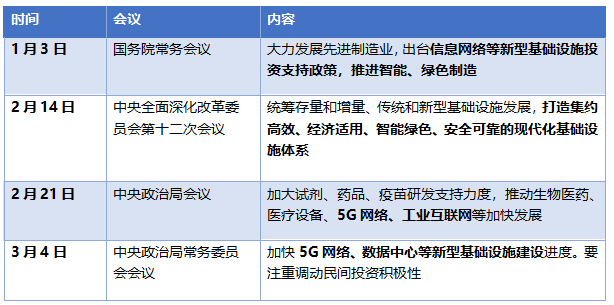 时间 会议 内容
1月3日 国务院常务会议 大力发展先进制造业，出台信息网络等新型基础设施投
资支持政策，推进智能、绿色制造
2月14日 中央全面深化改革委 统筹存量和增量、传统和新型基础设施发展，打造集约
员会第十二次会议 高效、经济适用、智能绿色、安全可靠的现代化基础设
施体系
2月21日 中央政治局会议 加大试剂、药品、疫苗研发支持力度，推动生物医药、
医疗设备、5G网络、工业互联网等加快发展
3月4日 中央政治局常务委员 加快5G网络、数据中心等新型基础设施建设进度。要
会会议 注重调动民间投资积极性